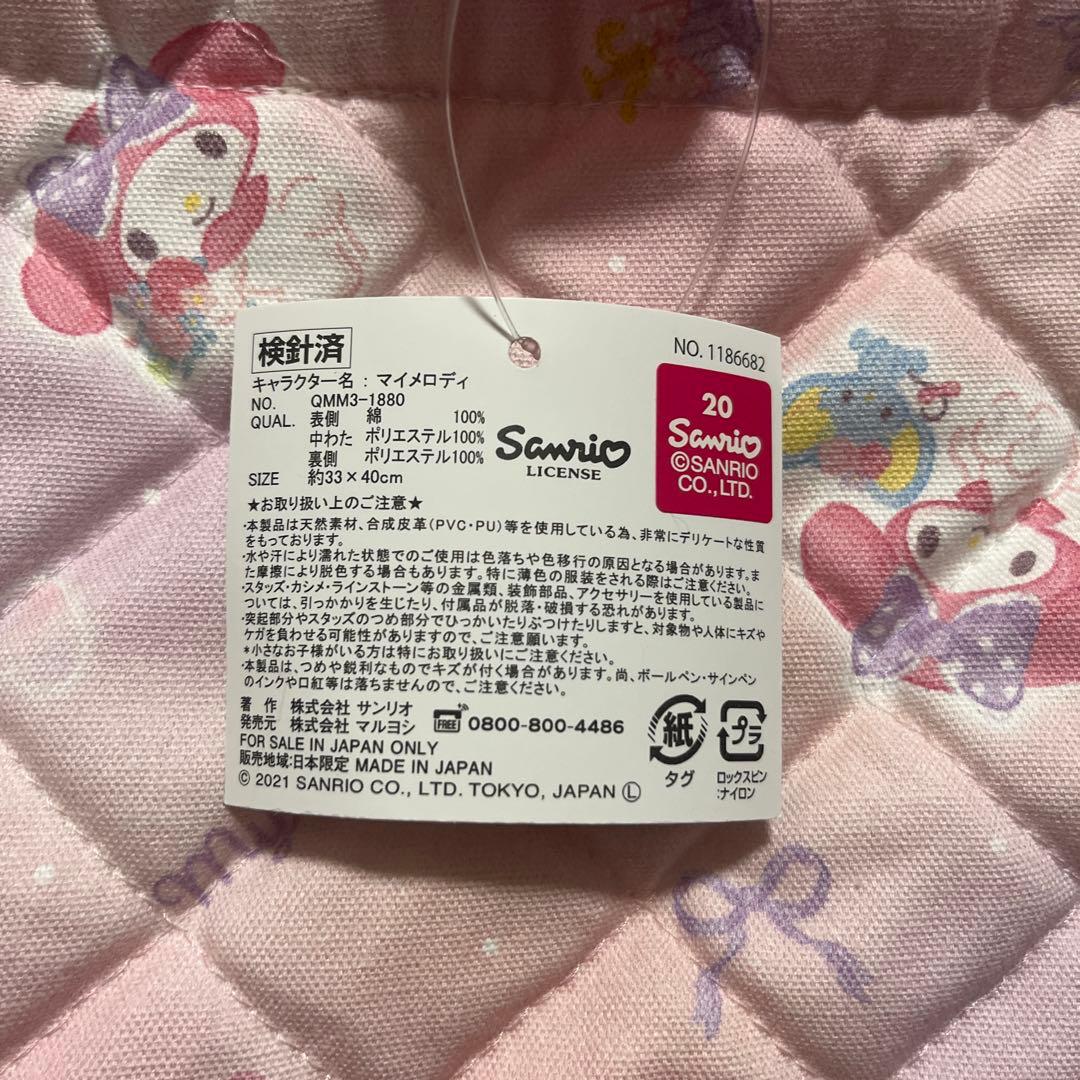 検針済
NO. 1186682
キャラクター名 : マイメロディ
NO. QMM3-1880
QUAL. 表側 綿 100%
中わた ポリエステル100%
裏側 ポリエステル100%
SIZE 約33×40cm
Sanrio
LICENSE
20
Sanrio
©SANRIO
CO.,LTD.
★お取り扱い上のご注意★
・本製品は天然素材、合成皮革(PVC・PU)等を使用している為、非常にデリケートな性質
をもっております。
・水や汗により濡れた状態でのご使用は色落ちや色移行の原因となる場合があります。ま
た摩擦により脱色する場合もあります。特に薄色の服装をされる際はご注意ください。
・スタッズ・カシメ・ラインストーン等の金属類、装飾部品、アクセサリーを使用している製品に
ついては、引っかかりを生じたり、付属品が脱落・破損する恐れがあります。
・突起部分やスタッズのつめ部分でひっかいたりぶつけたりしますと、対象物や人体にキズや
ケガを負わせる可能性がありますので、ご注意願います。
*小さなお子様がいる方は特にお取り扱いにご注意ください。
・本製品は、つめや鋭利なものでキズが付く場合があります。尚、ボールペン・サインペン
のインクや口紅等は落ちませんので、ご注意ください。
著 作 株式会社 サンリオ
発売元 株式会社 マルヨシ FREE 0800-800-4486
FOR SALE IN JAPAN ONLY
販売地域:日本限定 MADE IN JAPAN
© 2021 SANRIO CO., LTD. TOKYO, JAPAN Ⓛ
紙
タグ
プラ
ロックスピン
:ナイロン